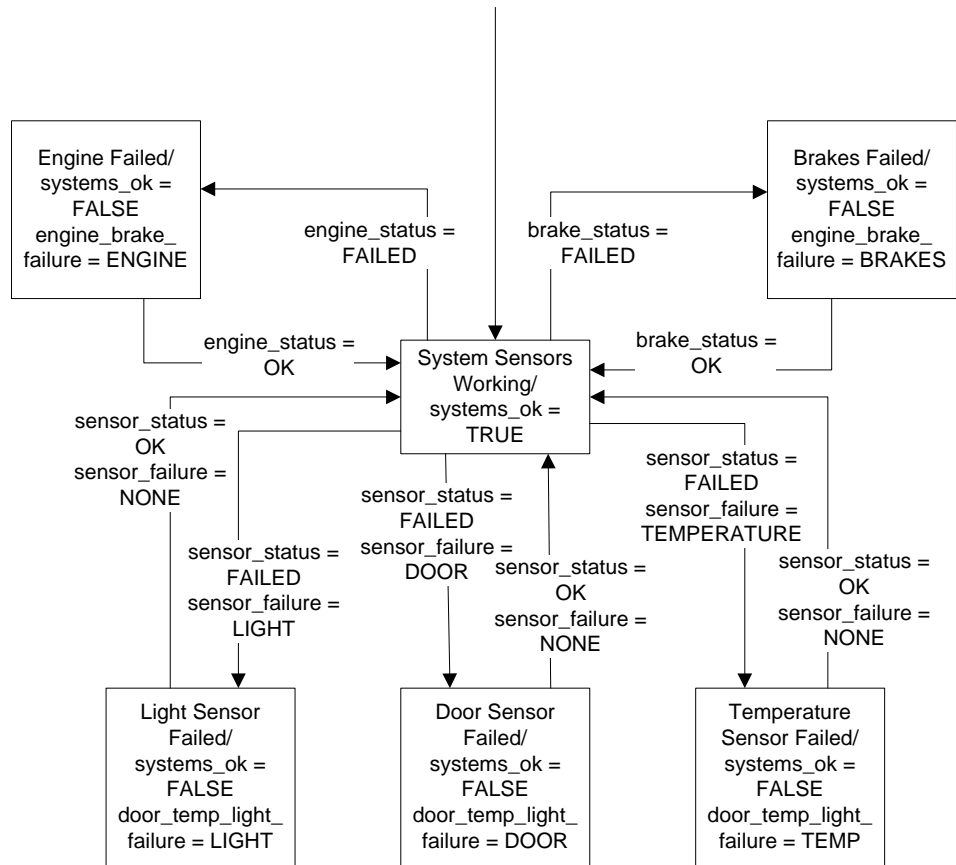 Engine Failed/
systems_ok =
FALSE
engine_brake_
failure = ENGINE
engine_status =
FAILED
brake_status =
FAILED
Brakes Failed/
systems_ok =
FALSE
engine_brake_
failure = BRAKES
engine_status =
OK
System Sensors
Working/
systems_ok =
TRUE
brake_status =
OK
sensor_status =
OK
sensor_failure =
NONE
sensor_status =
FAILED
sensor_failure =
LIGHT
sensor_status =
FAILED
sensor_failure =
DOOR
sensor_status =
OK
sensor_failure =
NONE
sensor_status =
FAILED
sensor_failure =
TEMPERATURE
sensor_status =
OK
sensor_failure =
NONE
Light Sensor
Failed/
systems_ok =
FALSE
door_temp_light_
failure = LIGHT
Door Sensor
Failed/
systems_ok =
FALSE
door_temp_light_
failure = DOOR
Temperature
Sensor Failed/
systems_ok =
FALSE
door_temp_light_
failure = TEMP